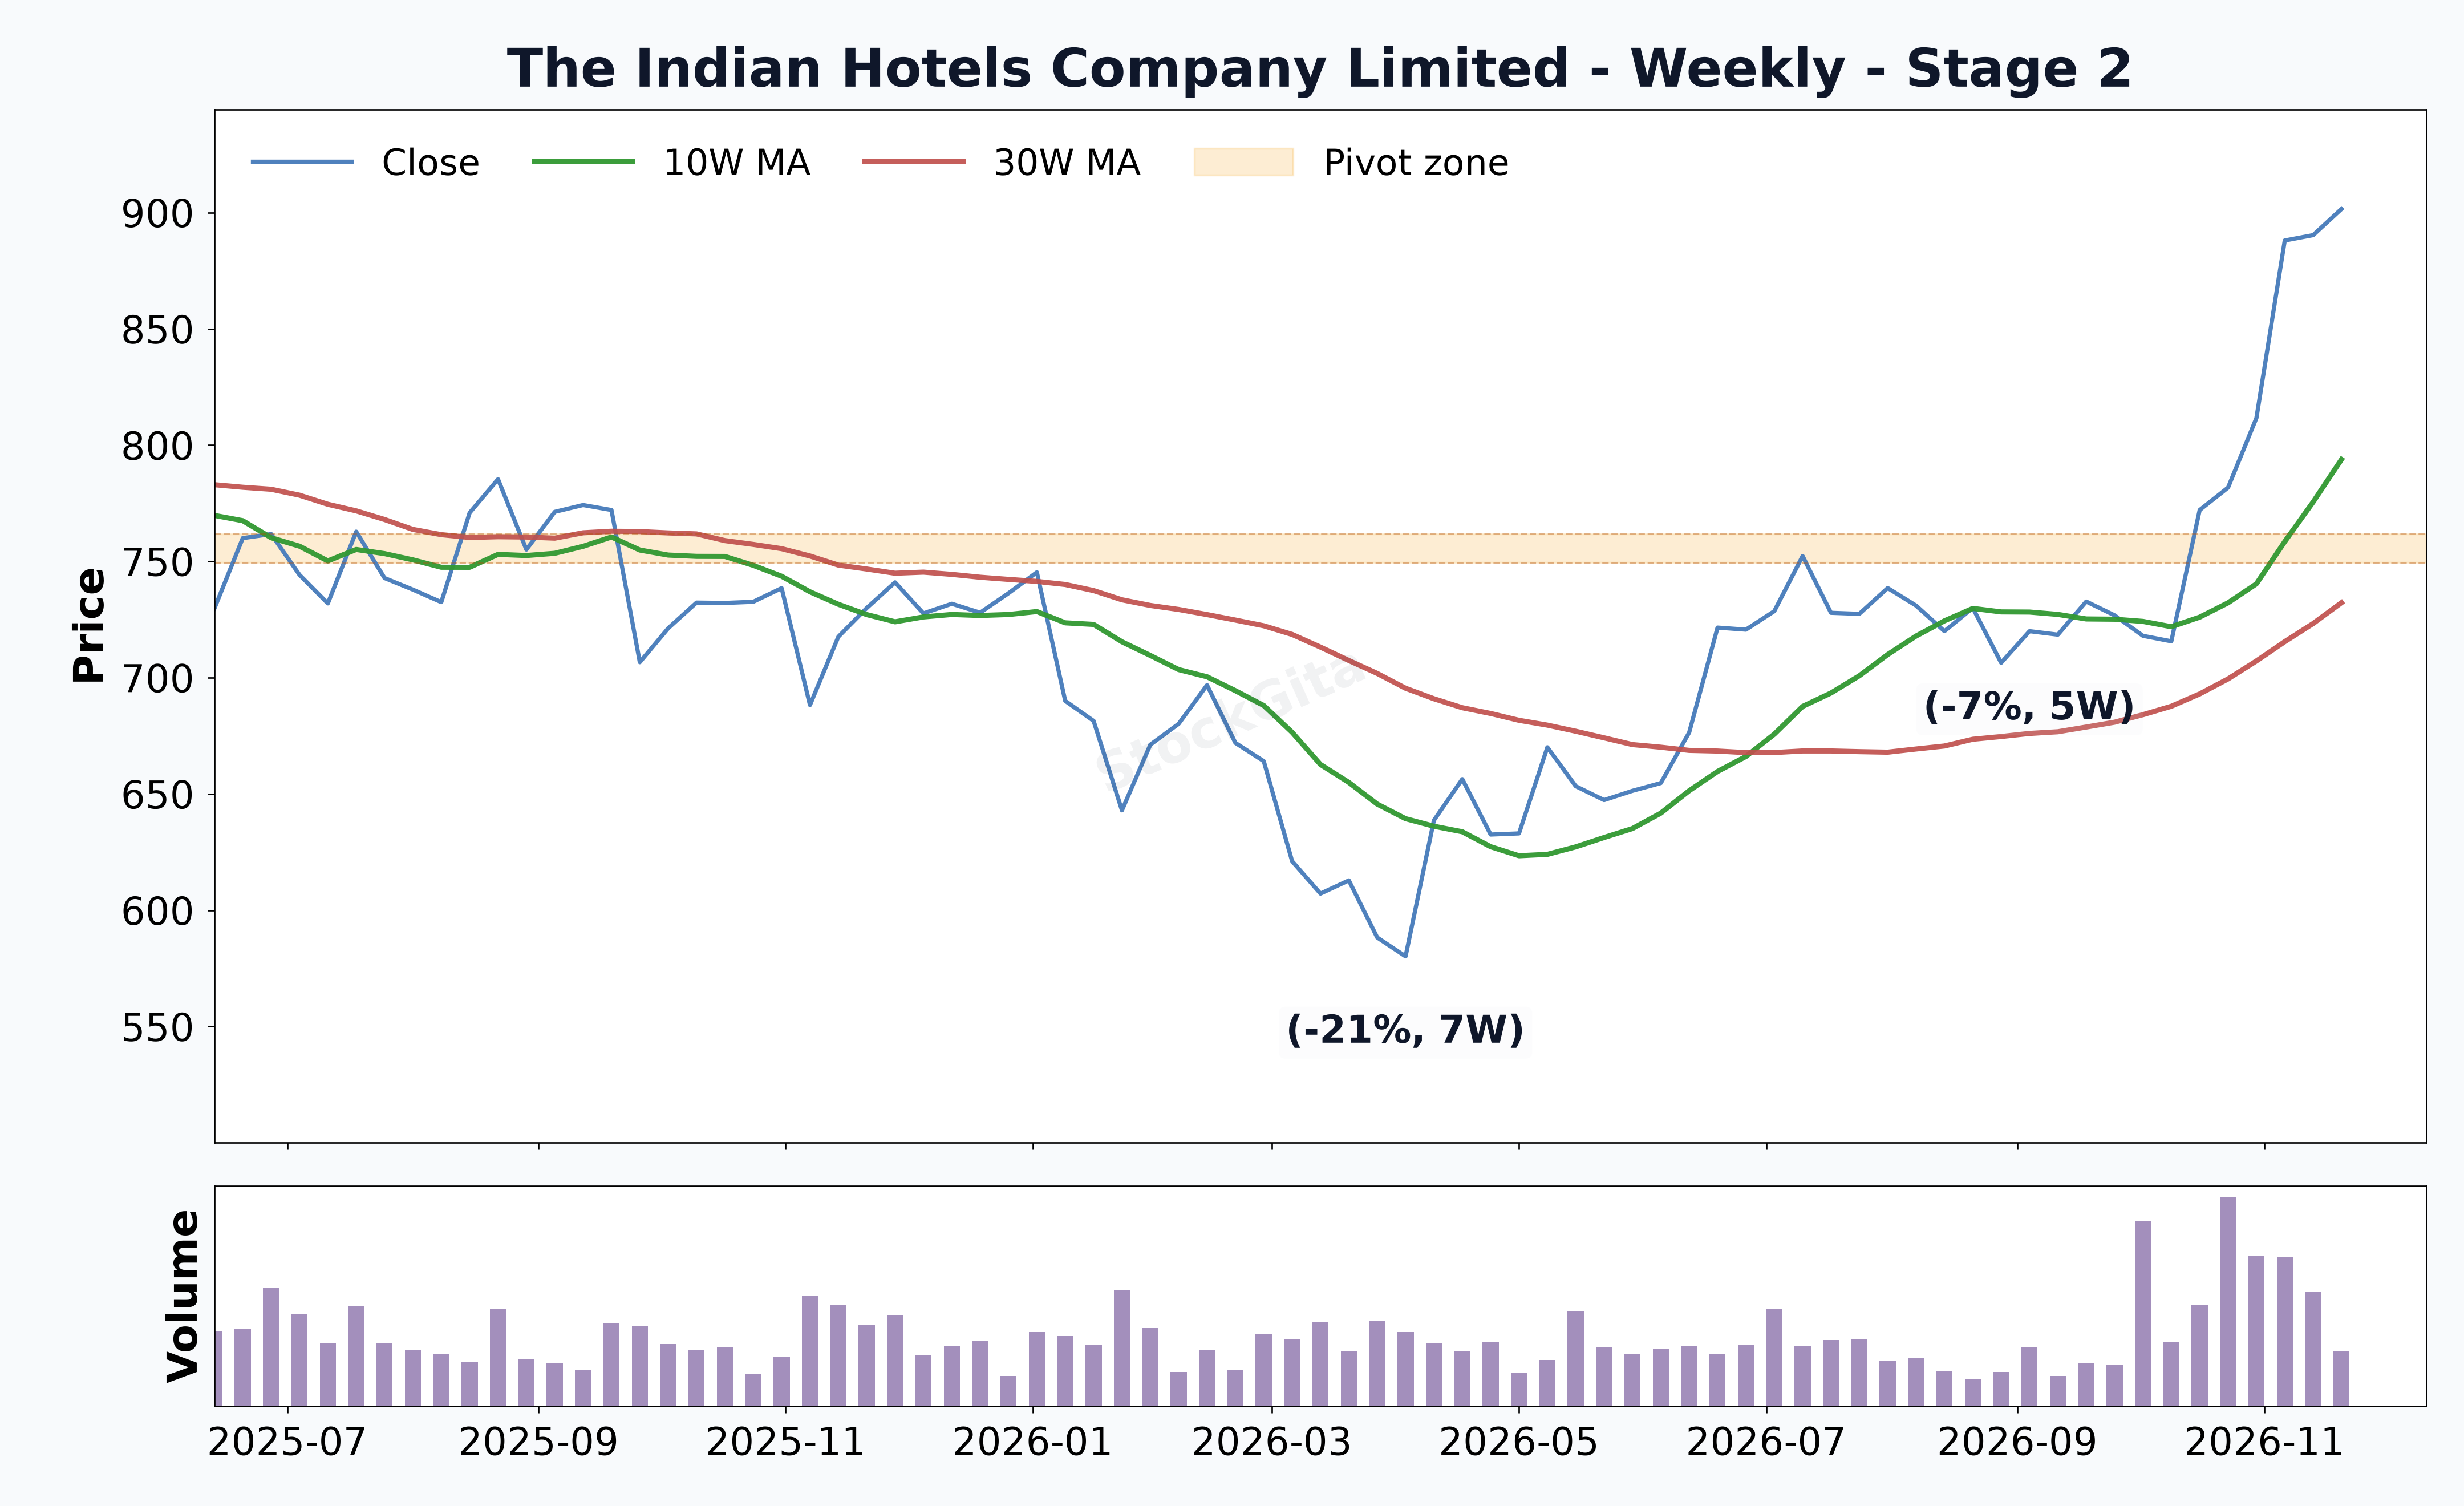 The Indian Hotels Company Limited - Weekly - Stage 2
Close 10W MA 30W MA Pivot zone
Price
900
850
800
750
700
650
600
550
StockGita
(-7%, 5W)
(-21%, 7W)
Volume
2025-07 2025-09 2025-11 2026-01 2026-03 2026-05 2026-07 2026-09 2026-11